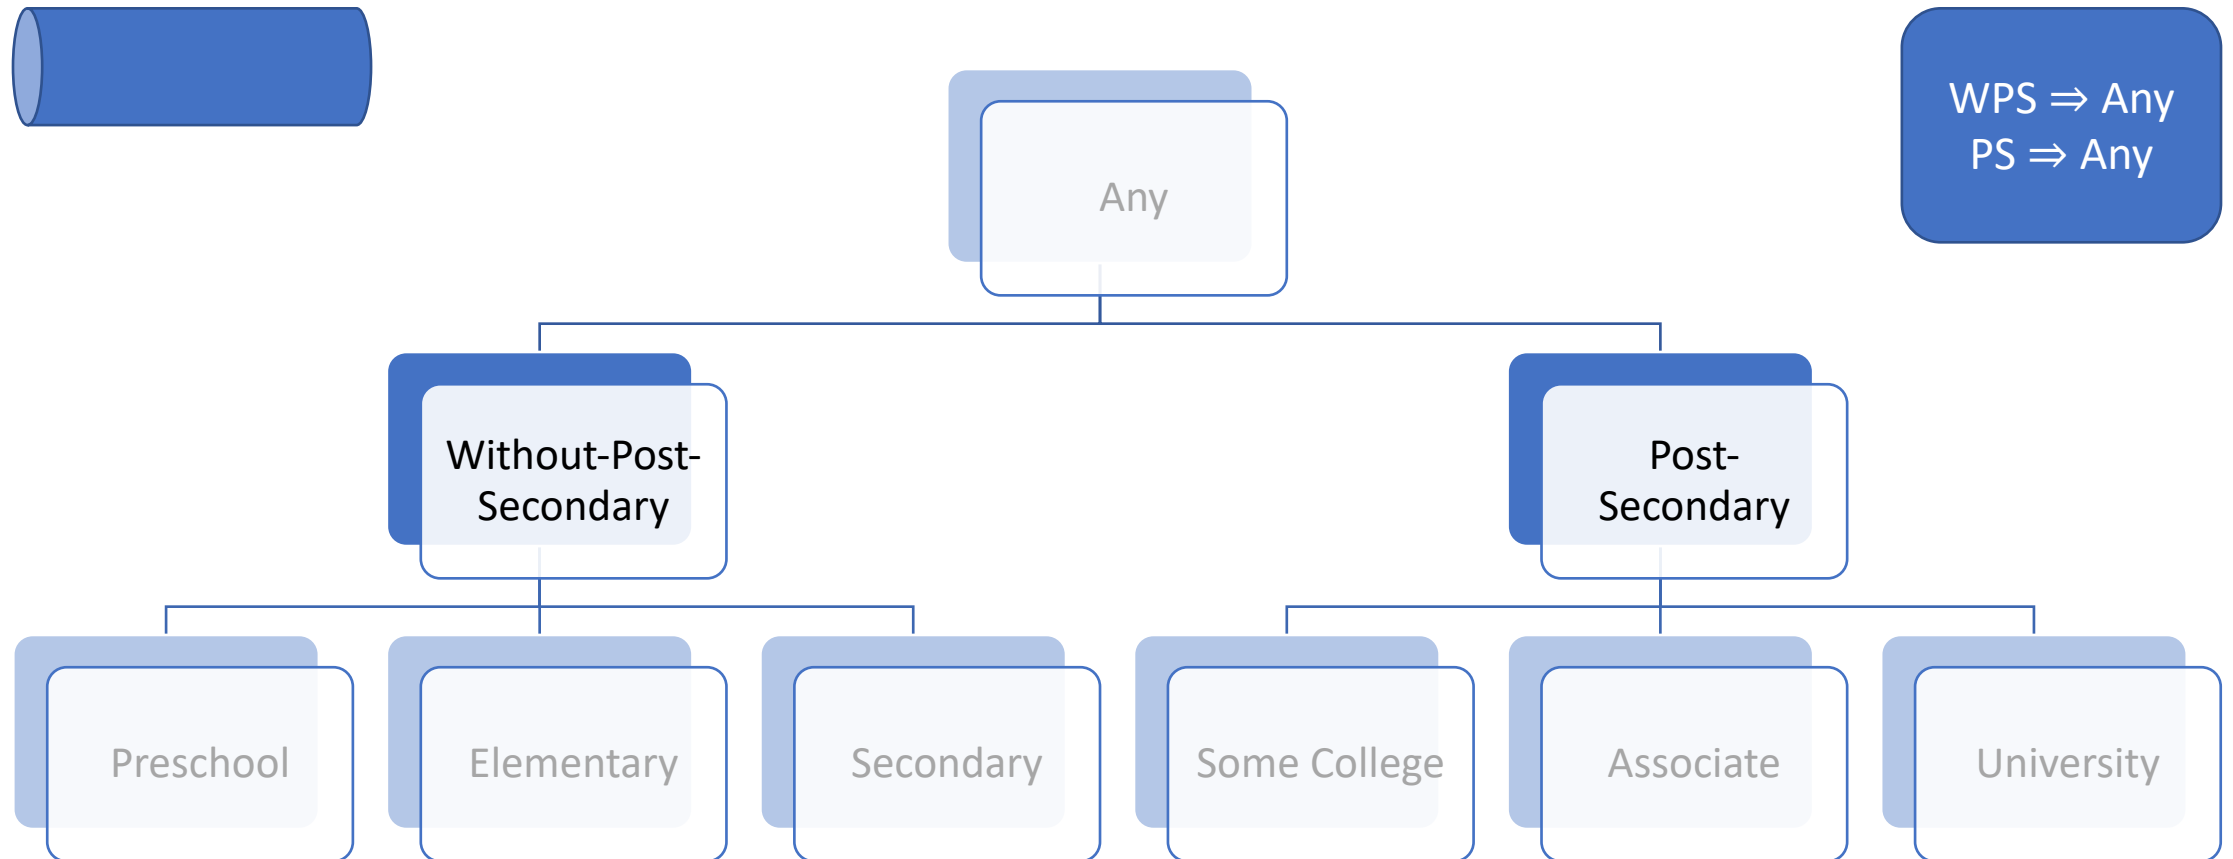 WPS ⇒ Any
PS ⇒ Any
Any
Without-Post-
Secondary
Post-
Secondary
Preschool
Elementary
Secondary
Some College
Associate
University